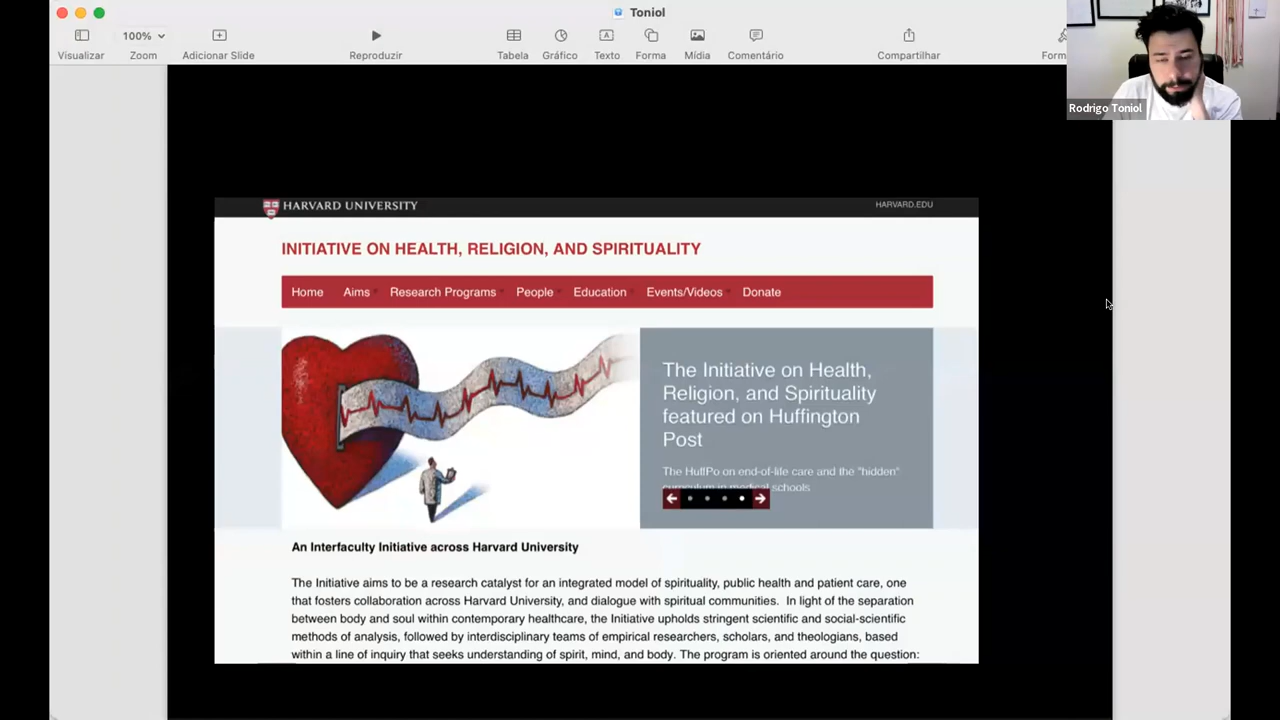 Toniol
100%
Visualizar
Zoom
Adicionar Slide
Reproduzir
Tabela
Gráfico
Texto
Forma
Mídia
Comentário
Compartilhar
Form
Rodrigo Toniol
HARVARD UNIVERSITY
HARVARD.EDU
INITIATIVE ON HEALTH, RELIGION, AND SPIRITUALITY
Home Aims Research Programs People Education Events/Videos Donate
The Initiative on Health,
Religion, and Spirituality
featured on Huffington
Post
The HuffPo on end-of-life care and the "hidden"
curriculum in medical schools
An Interfaculty Initiative across Harvard University
The Initiative aims to be a research catalyst for an integrated model of spirituality, public health and patient care, one
that fosters collaboration across Harvard University, and dialogue with spiritual communities. In light of the separation
between body and soul within contemporary healthcare, the Initiative upholds stringent scientific and social-scientific
methods of analysis, followed by interdisciplinary teams of empirical researchers, scholars, and theologians, based
within a line of inquiry that seeks understanding of spirit, mind, and body. The program is oriented around the question: